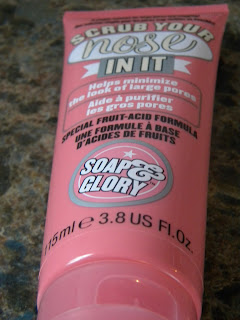 SCRUB YOUR
nose
IN IT
Helps minimize
the look of large pores
Aide à purifier
les gros pores
SPECIAL FRUIT-ACID FORMULA
UNE FORMULE À BASE
D'ACIDES DE FRUITS
SOAP &
GLORY
115ml e 3.8 US Fl.Oz.